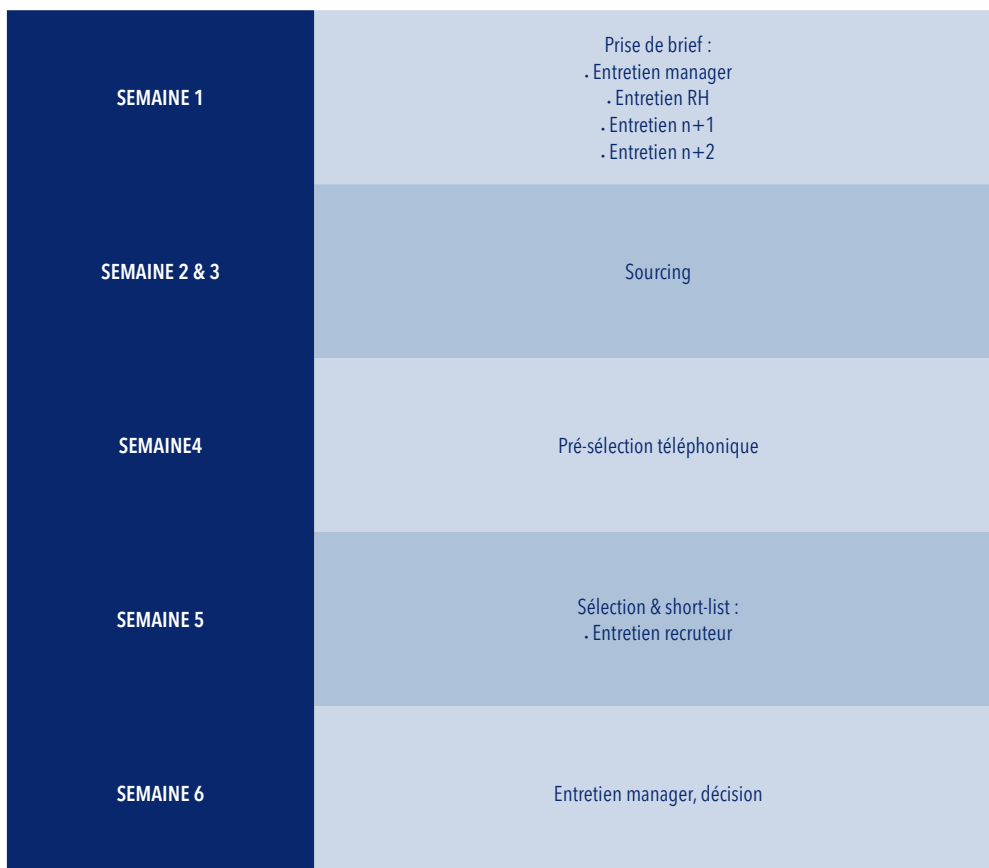 SEMAINE 1
Prise de brief :
• Entretien manager
• Entretien RH
• Entretien n+1
• Entretien n+2
SEMAINE 2 & 3
Sourcing
SEMAINE4
Pré-sélection téléphonique
SEMAINE 5
Sélection & short-list :
• Entretien recruteur
SEMAINE 6
Entretien manager, décision